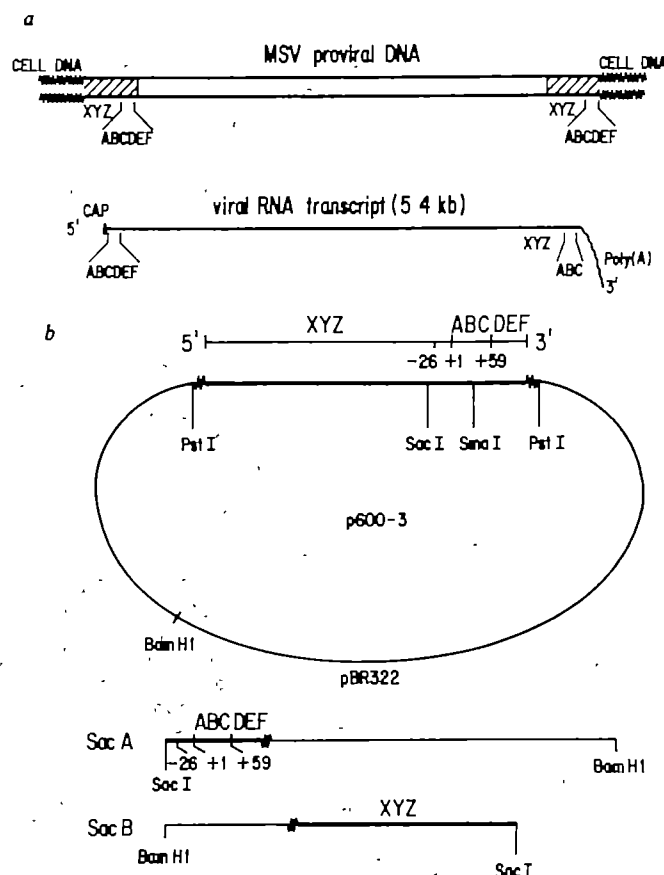 a
MSV proviral DNA
CELL DNA
CELL DNA
XYZ
XYZ
ABCDEF
ABCDEF
viral RNA transcript (5 4 kb)
CAP
5'
XYZ
ABCDEF
ABC
Poly(A)
3'
b
XYZ
ABC DEF
5'
3'
-26 +1 +59
Pst I
Sac I
Sma I
Pst I
p600-3
Bam H1
pBR322
ABC DEF
Sac A
-26 +1 +59
Sac I
Bam H1
XYZ
Sac B
Bam H1
Sac I